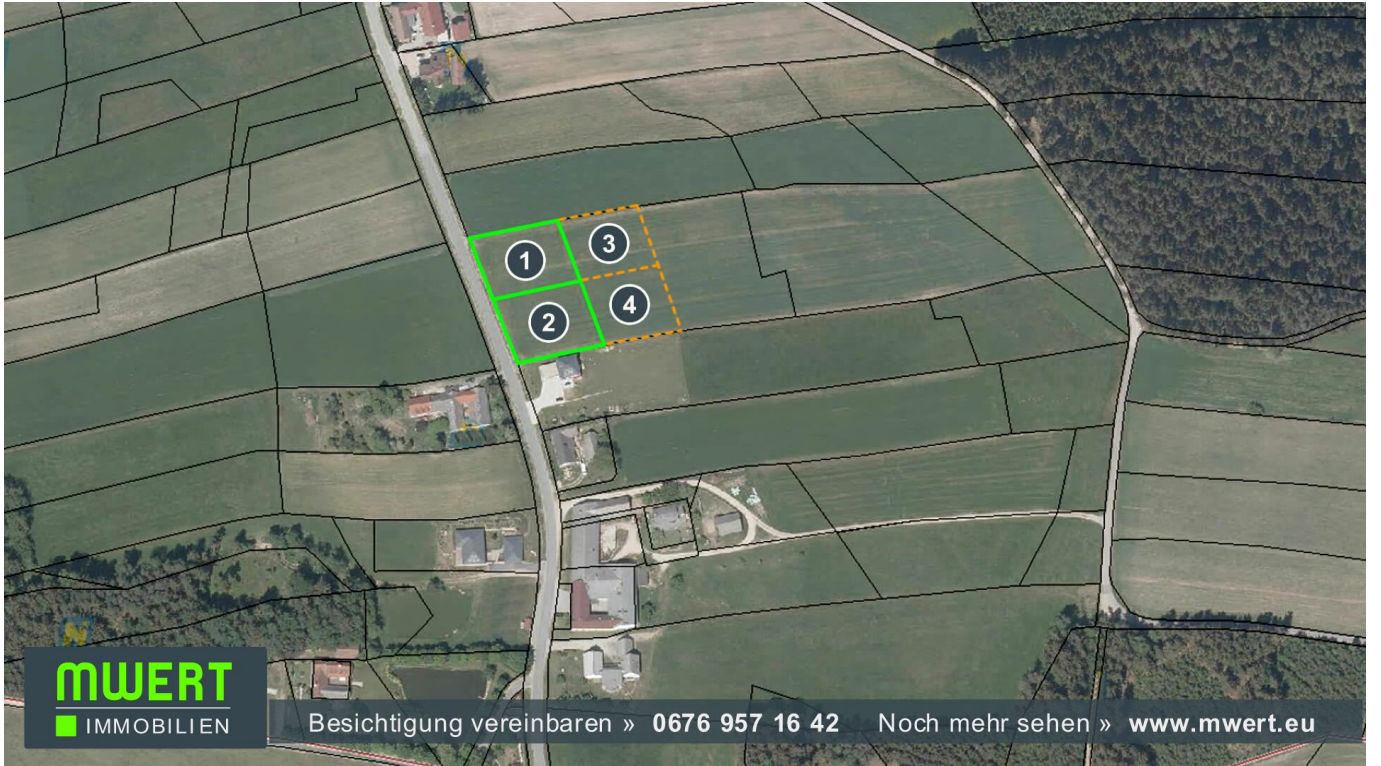 1
3
2
4
MWERT
IMMOBILIEN
Besichtigung vereinbaren » 0676 957 16 42 Noch mehr sehen » www.mwert.eu